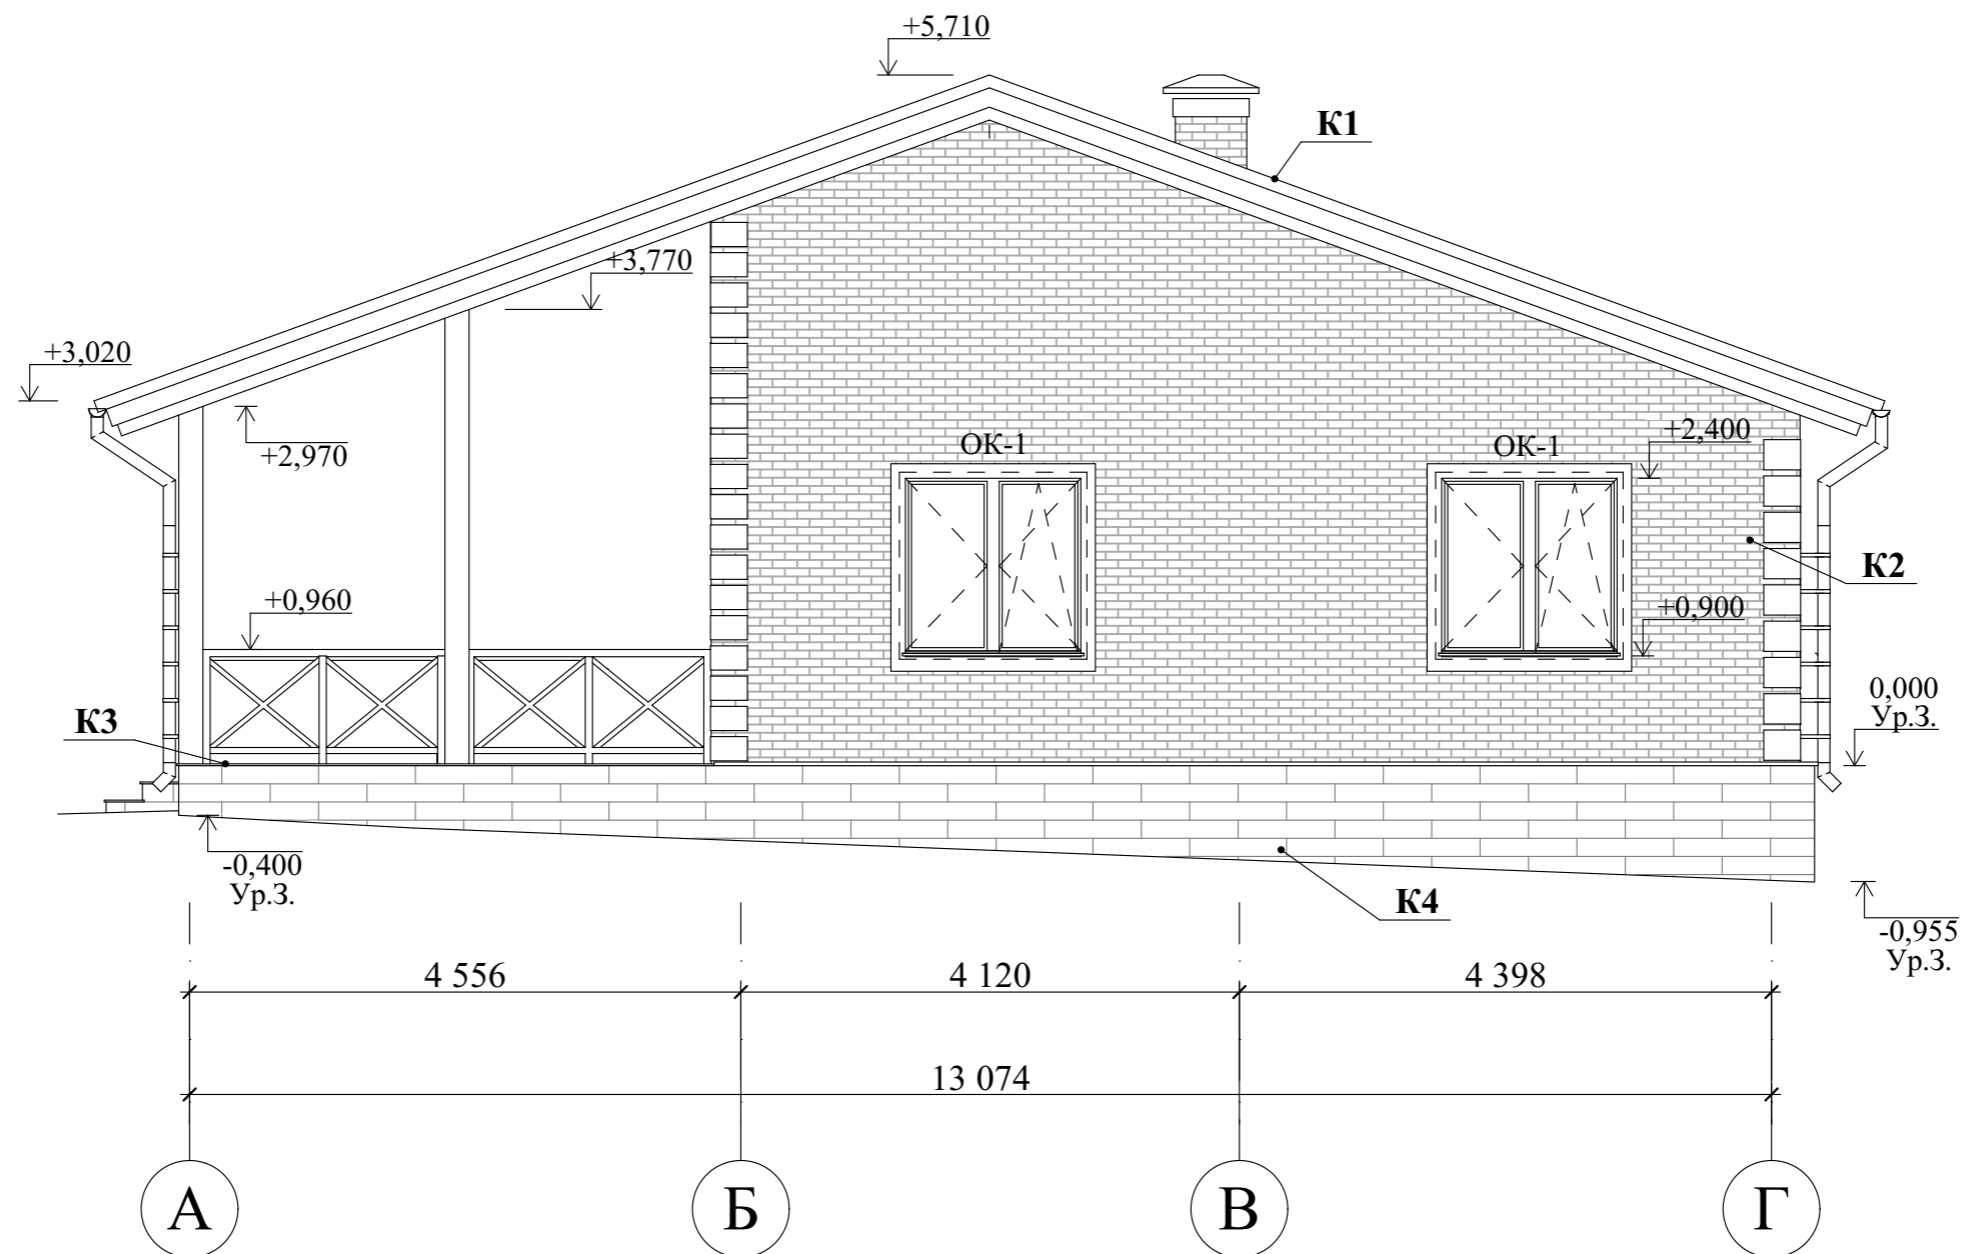 +5,710
К1
+3,770
+3,020
+2,970
ОК-1
ОК-1
+2,400
К2
+0,960
+0,900
0,000
Ур.З.
К3
-0,400
Ур.З.
К4
-0,955
Ур.З.
4 556
4 120
4 398
13 074
А
Б
В
Г